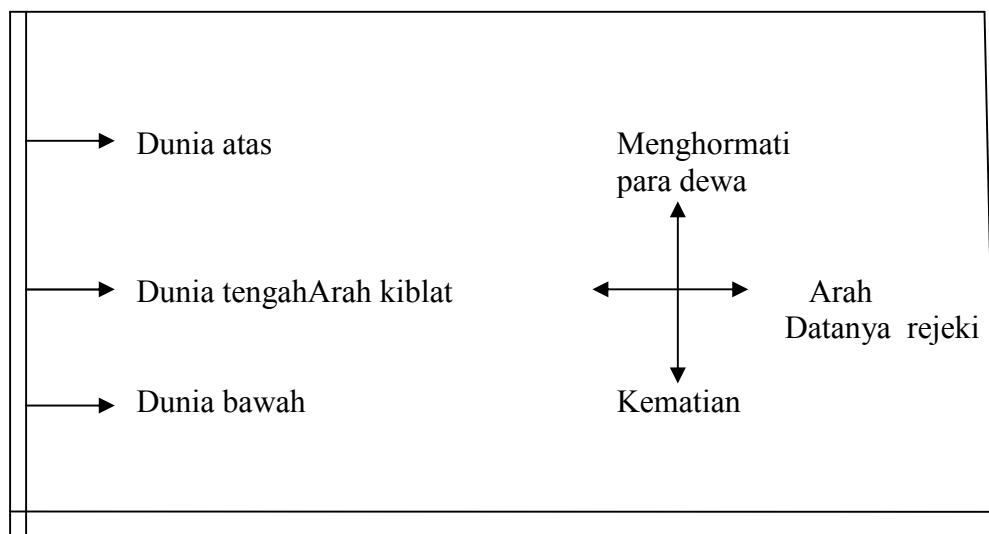 Dunia atas
Menghormati
para dewa
Dunia tengahArah kiblat
Arah
Datanya rejeki
Dunia bawah
Kematian